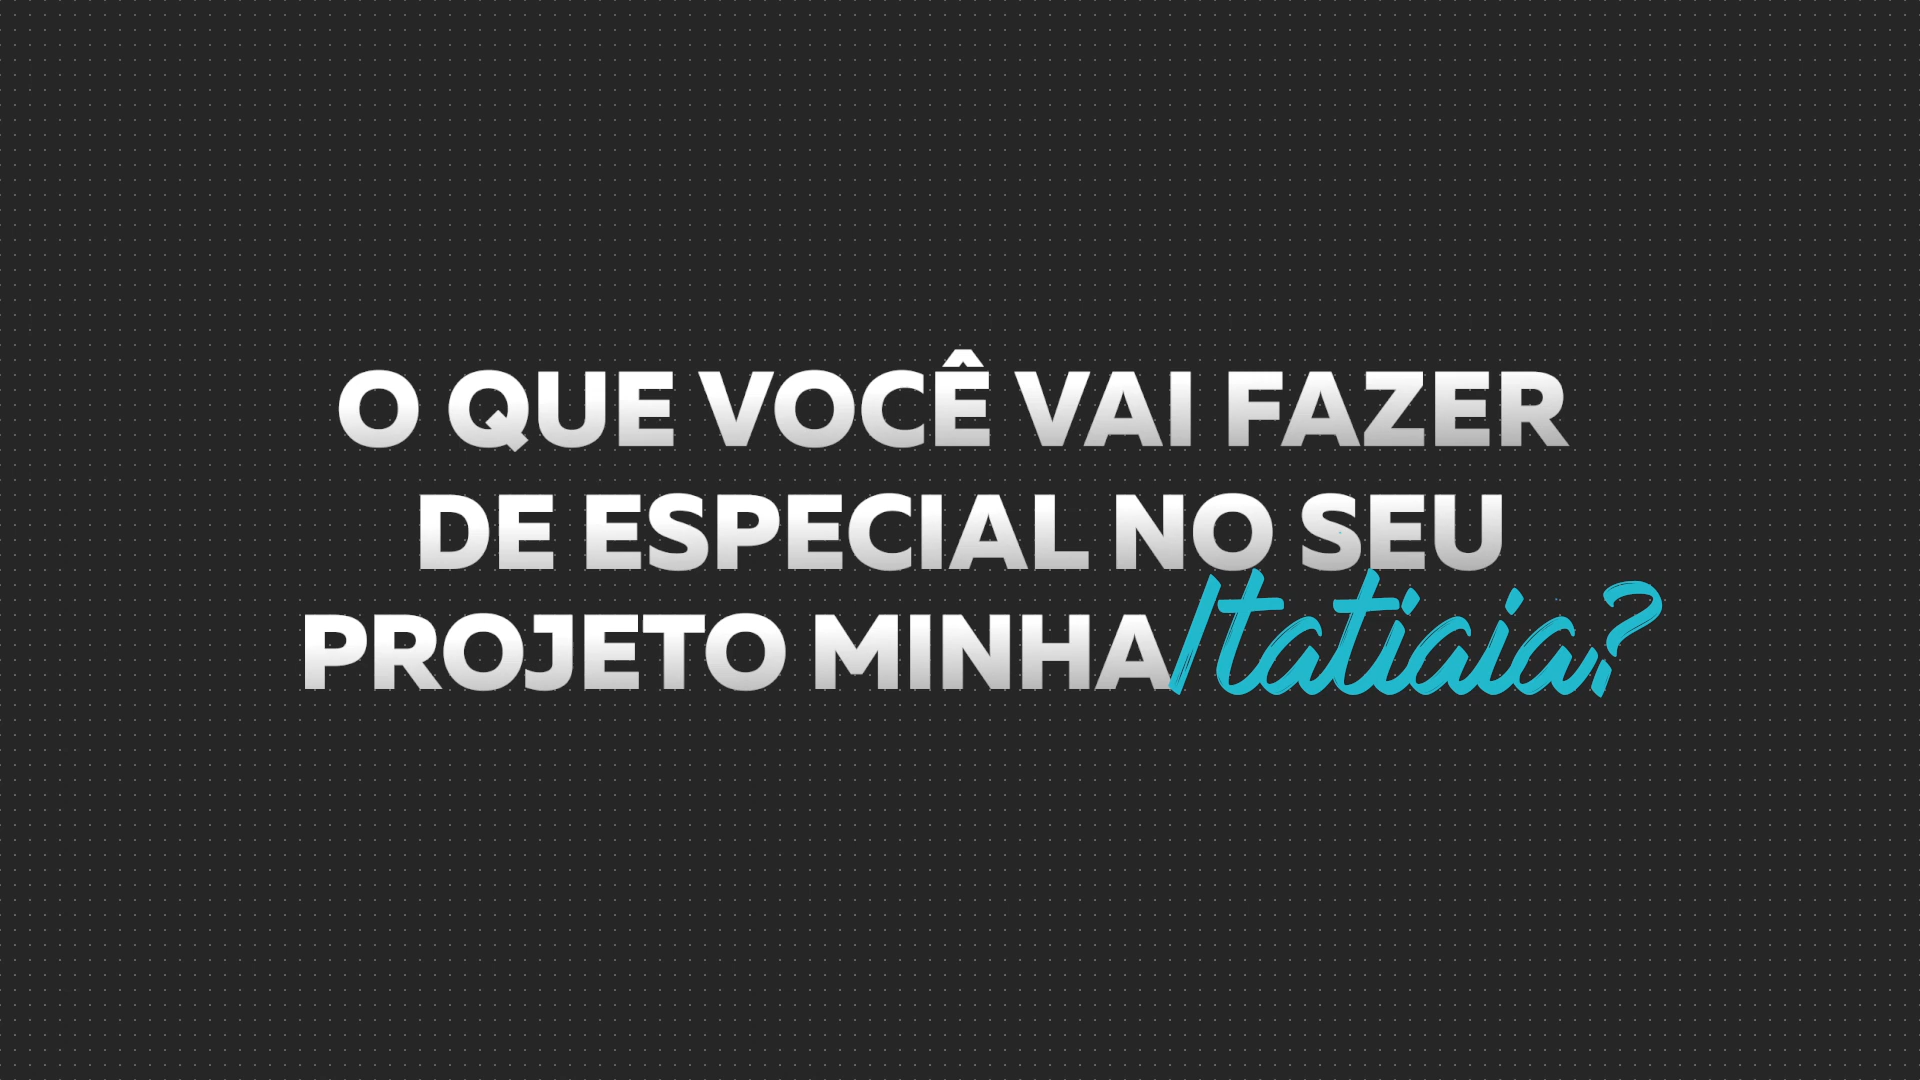 O QUE VOCÊ VAI FAZER
DE ESPECIAL NO SEU
PROJETO MINHA Itatiaia?